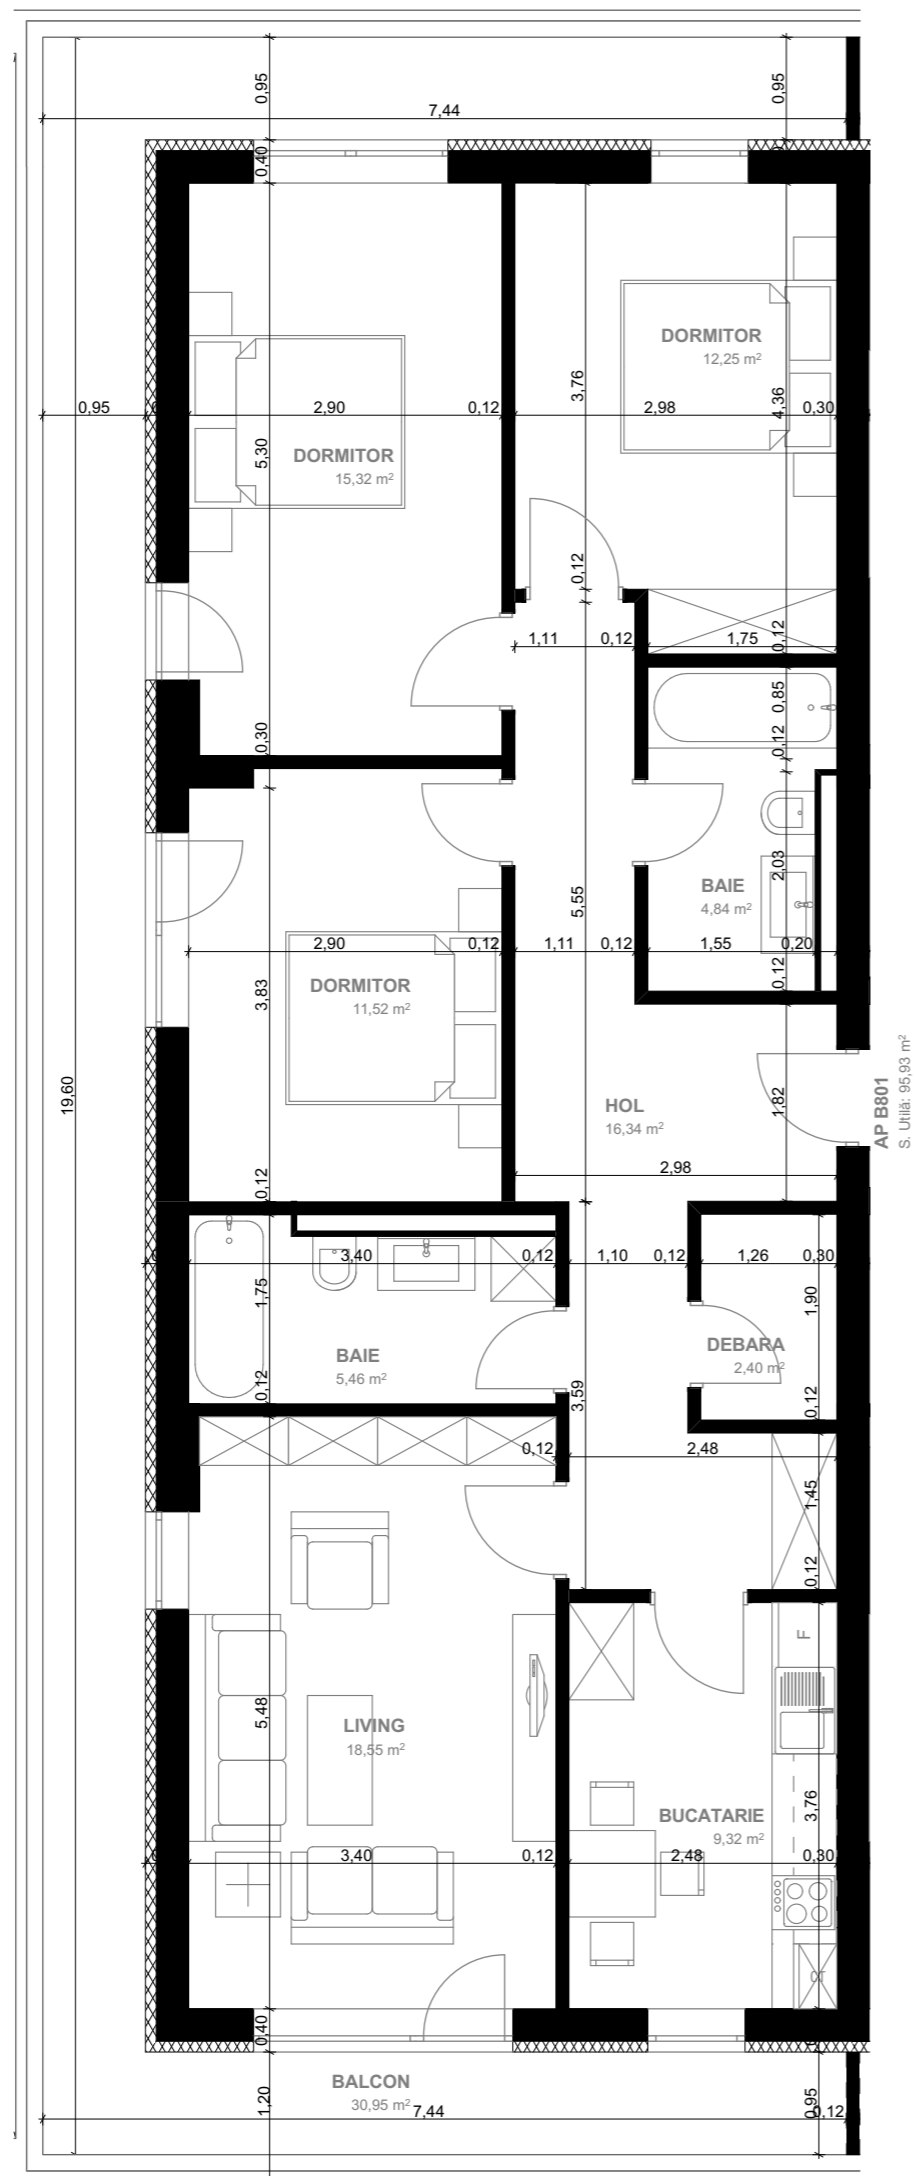 0,95
0,95
7,44
0,40
DORMITOR
12,25 m²
3,76
4,36
0,95
2,90
0,12
2,98
0,30
5,30
DORMITOR
15,32 m²
0,12
1,11
0,12
1,75
0,12
0,85
0,30
0,12
2,03
BAIE
4,84 m²
5,55
2,90
0,12
1,11
0,12
1,55
0,20
0,12
DORMITOR
11,52 m²
3,83
19,60
HOL
16,34 m²
1,82
AP B801
S. Utilă: 95,93 m²
2,98
0,12
3,40
0,12
1,10
0,12
1,26
0,30
1,75
1,90
BAIE
5,46 m²
DEBARA
2,40 m²
0,12
3,59
0,12
0,12
2,48
1,45
0,12
F
LIVING
18,55 m²
5,48
BUCATARIE
9,32 m²
3,76
3,40
0,12
2,48
0,30
0,40
BALCON
30,95 m²
1,20
7,44
0,95
0,12